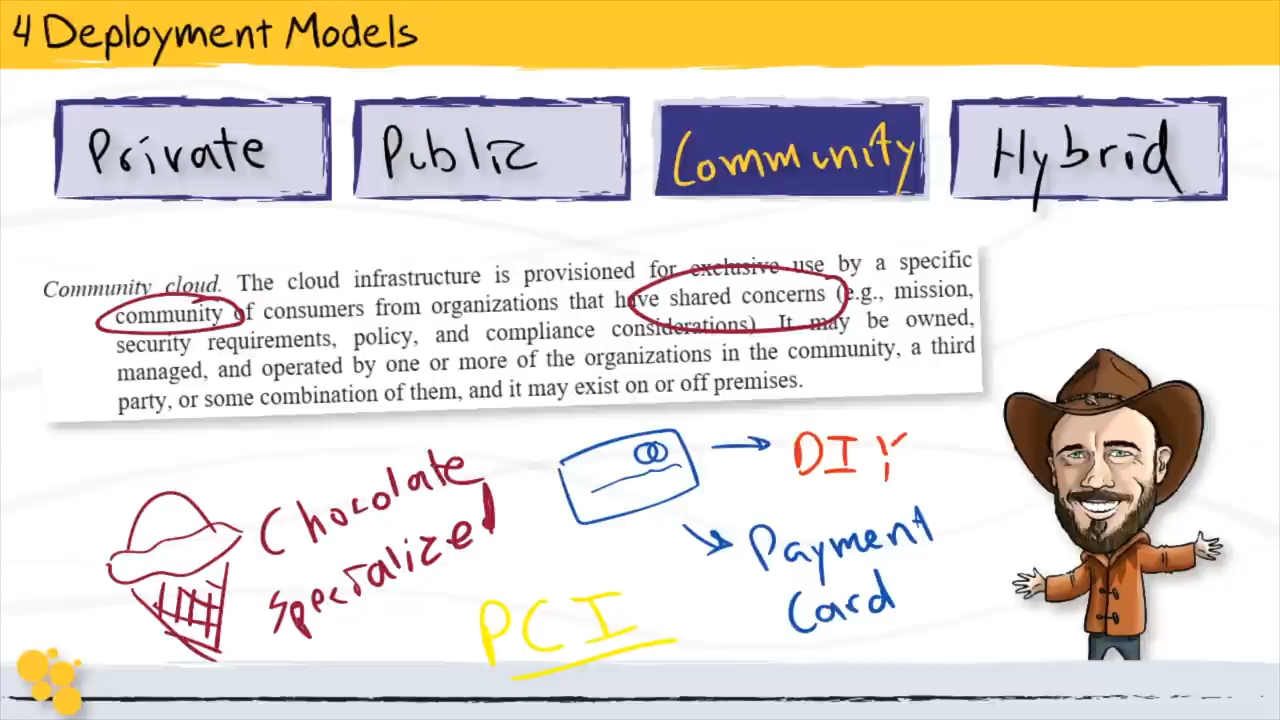 4 Deployment Models
Private
Public
Community
Hybrid
Community cloud. The cloud infrastructure is provisioned for exclusive use by a specific
community of consumers from organizations that have shared concerns (e.g., mission,
security requirements, policy, and compliance considerations). It may be owned,
managed, and operated by one or more of the organizations in the community, a third
party, or some combination of them, and it may exist on or off premises.
Chocolate
Specialized
DIY
Payment
Card
PCI